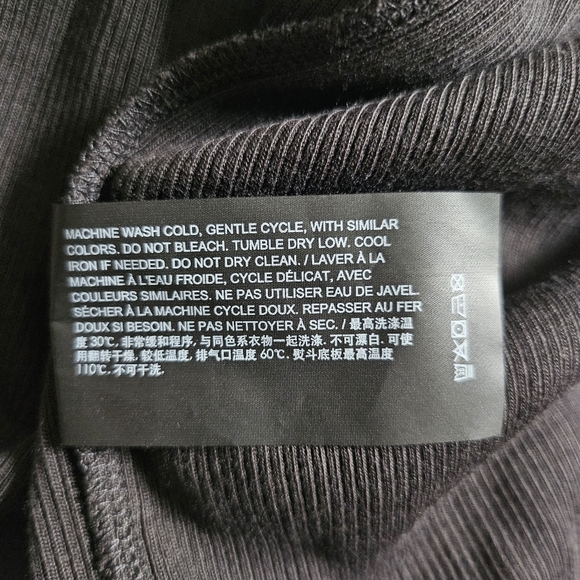 MACHINE WASH COLD, GENTLE CYCLE, WITH SIMILAR
COLORS. DO NOT BLEACH. TUMBLE DRY LOW. COOL
IRON IF NEEDED. DO NOT DRY CLEAN. / LAVER À LA
MACHINE À L'EAU FROIDE, CYCLE DÉLICAT, AVEC
COULEURS SIMILAIRES. NE PAS UTILISER EAU DE JAVEL.
SÉCHER À LA MACHINE CYCLE DOUX. REPASSER AU FER
DOUX SI BESOIN. NE PAS NETTOYER À SEC. / 最高洗涤温
度 30℃, 非常缓和程序, 与同色系衣物一起洗涤. 不可漂白. 可使
用翻转干燥, 较低温度, 排气口温度 60℃. 熨斗底板最高温度
110℃. 不可干洗.